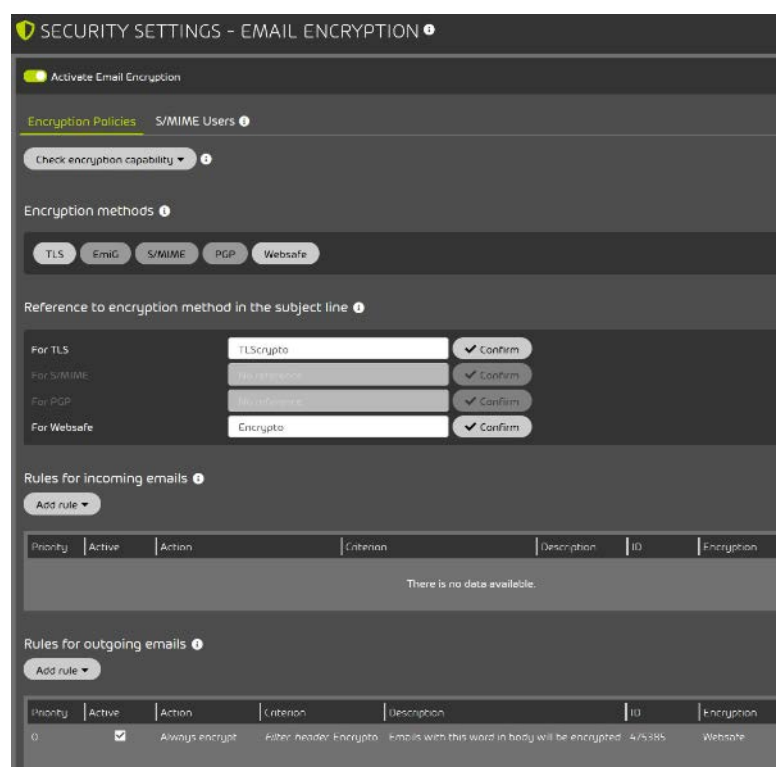 SECURITY SETTINGS - EMAIL ENCRYPTION
Activate Email Encryption
Encryption Policies S/MIME Users
Check encryption capability
Encryption methods
TLS EmiG S/MIME PGP Websafe
Reference to encryption method in the subject line
For TLS TLScrypto Confirm
For S/MIME No reference Confirm
For PGP No reference Confirm
For Websafe Encrypto Confirm
Rules for incoming emails
Add rule
Priority Active Action Criterion Description ID Encryption
There is no data available.
Rules for outgoing emails
Add rule
Priority Active Action Criterion Description ID Encryption
0 Always encrypt Filter header Encrypto Emails with this word in body will be encrypted 475385 Websafe